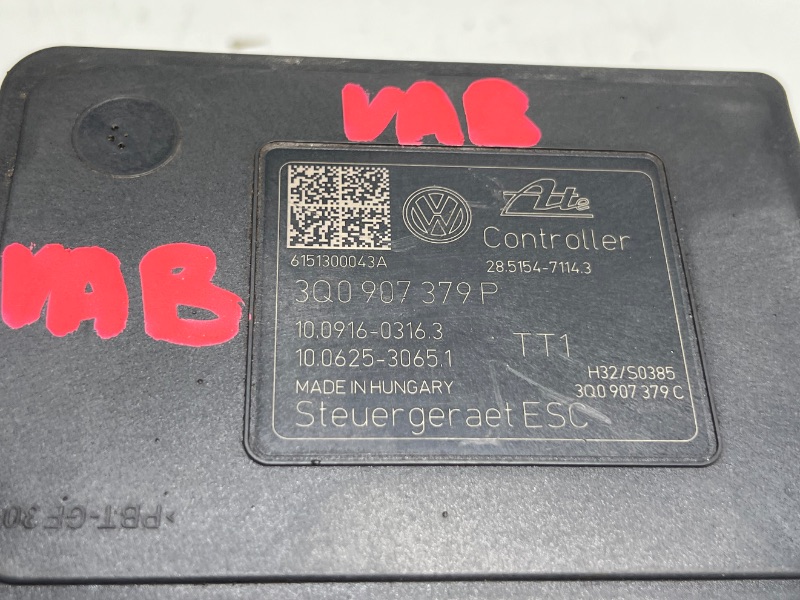 VAB
VAB
Ate
Controller
6151300043A
28.5154-7114.3
3Q0 907 379 P
10.0916-0316.3
TT1
10.0625-3065.1
H32/S0385
MADE IN HUNGARY
3Q0 907 379 C
Steuergeraet ESC
>PBT-GF30